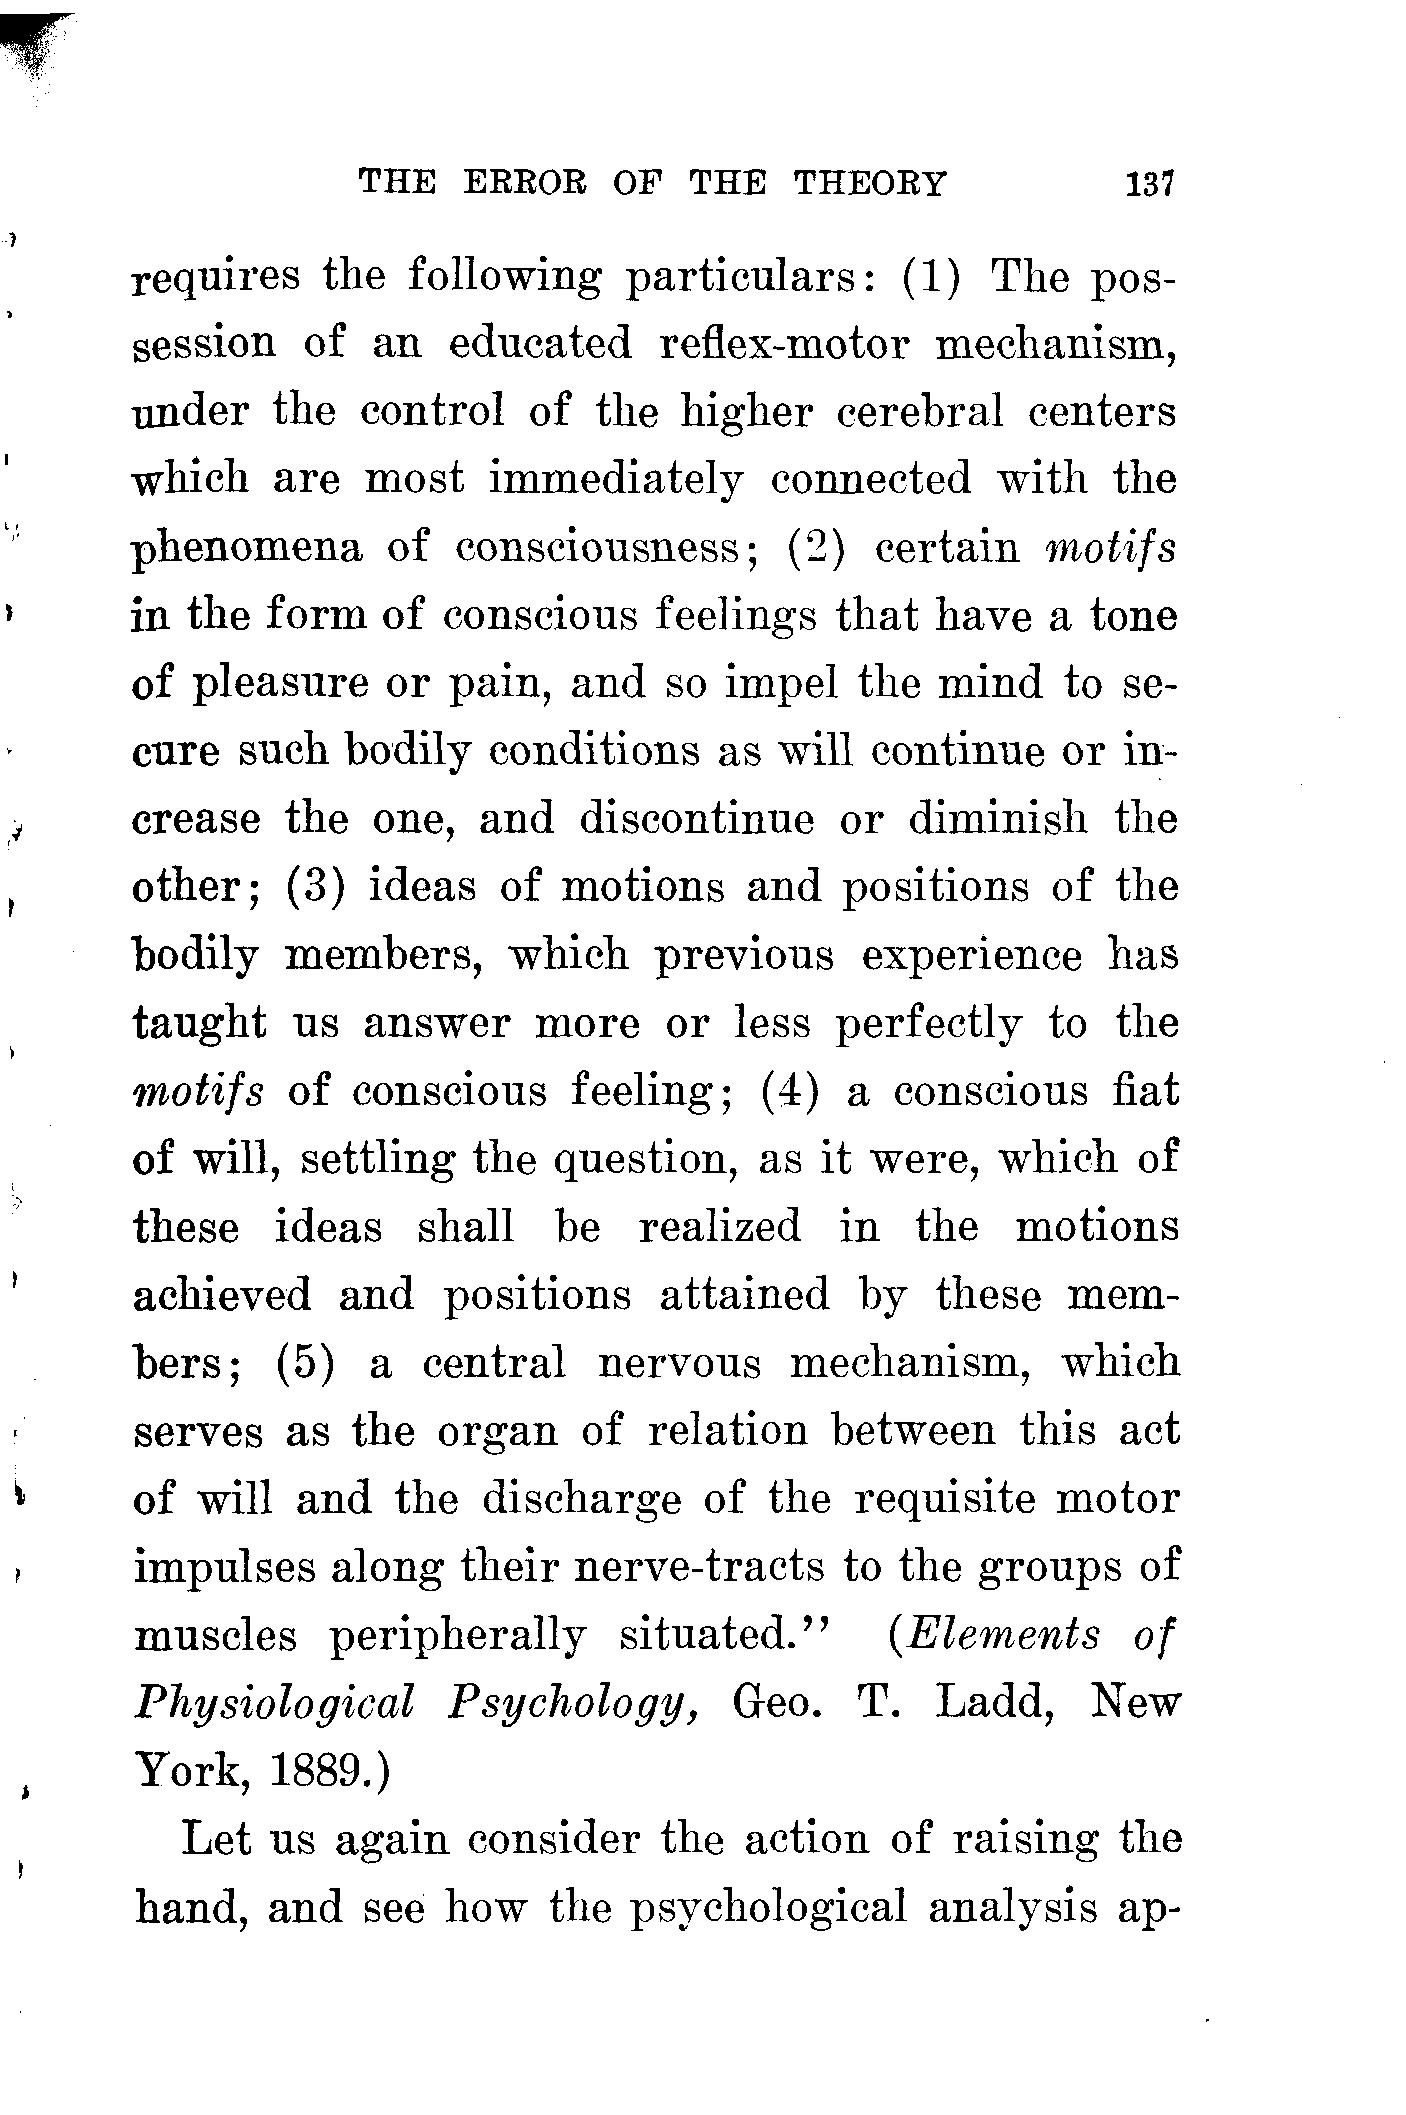 THE ERROR OF THE THEORY 137
requires the following particulars: (1) The pos-
session of an educated reflex-motor mechanism,
under the control of the higher cerebral centers
which are most immediately connected with the
phenomena of consciousness; (2) certain motifs
in the form of conscious feelings that have a tone
of pleasure or pain, and so impel the mind to se-
cure such bodily conditions as will continue or in-
crease the one, and discontinue or diminish the
other; (3) ideas of motions and positions of the
bodily members, which previous experience has
taught us answer more or less perfectly to the
motifs of conscious feeling; (4) a conscious fiat
of will, settling the question, as it were, which of
these ideas shall be realized in the motions
achieved and positions attained by these mem-
bers; (5) a central nervous mechanism, which
serves as the organ of relation between this act
of will and the discharge of the requisite motor
impulses along their nerve-tracts to the groups of
muscles peripherally situated.'' (Elements of
Physiological Psychology, Geo. T. Ladd, New
York, 1889.)
Let us again consider the action of raising the
hand, and see how the psychological analysis ap-